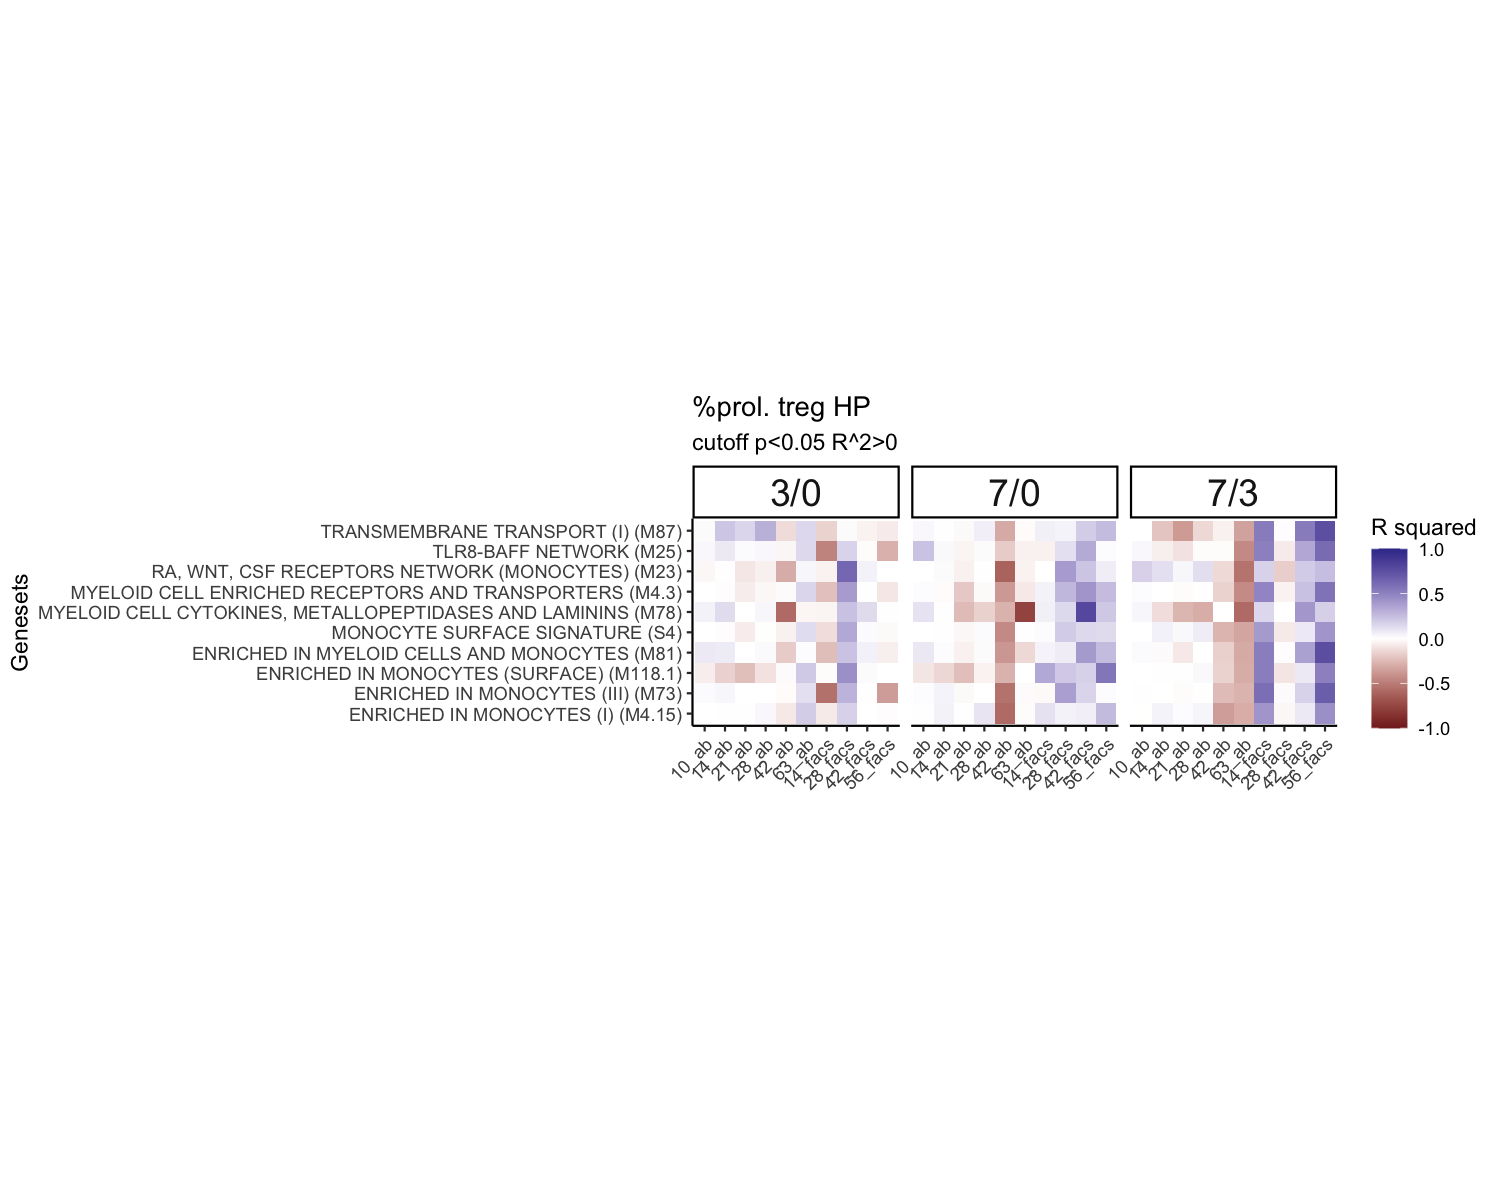 %prol. treg HP
cutoff p<0.05 R^2>0
3/0 7/0 7/3
Genesets
TRANSMEMBRANE TRANSPORT (I) (M87)
TLR8-BAFF NETWORK (M25)
RA, WNT, CSF RECEPTORS NETWORK (MONOCYTES) (M23)
MYELOID CELL ENRICHED RECEPTORS AND TRANSPORTERS (M4.3)
MYELOID CELL CYTOKINES, METALLOPEPTIDASES AND LAMININS (M78)
MONOCYTE SURFACE SIGNATURE (S4)
ENRICHED IN MYELOID CELLS AND MONOCYTES (M81)
ENRICHED IN MONOCYTES (SURFACE) (M118.1)
ENRICHED IN MONOCYTES (III) (M73)
ENRICHED IN MONOCYTES (I) (M4.15)
10_ab 14_ab 21_ab 28_ab 42_ab 63_ab 14_facs 28_facs 42_facs 56_facs
10_ab 14_ab 21_ab 28_ab 42_ab 63_ab 14_facs 28_facs 42_facs 56_facs
10_ab 14_ab 21_ab 28_ab 42_ab 63_ab 14_facs 28_facs 42_facs 56_facs
R squared
1.0
0.5
0.0
-0.5
-1.0